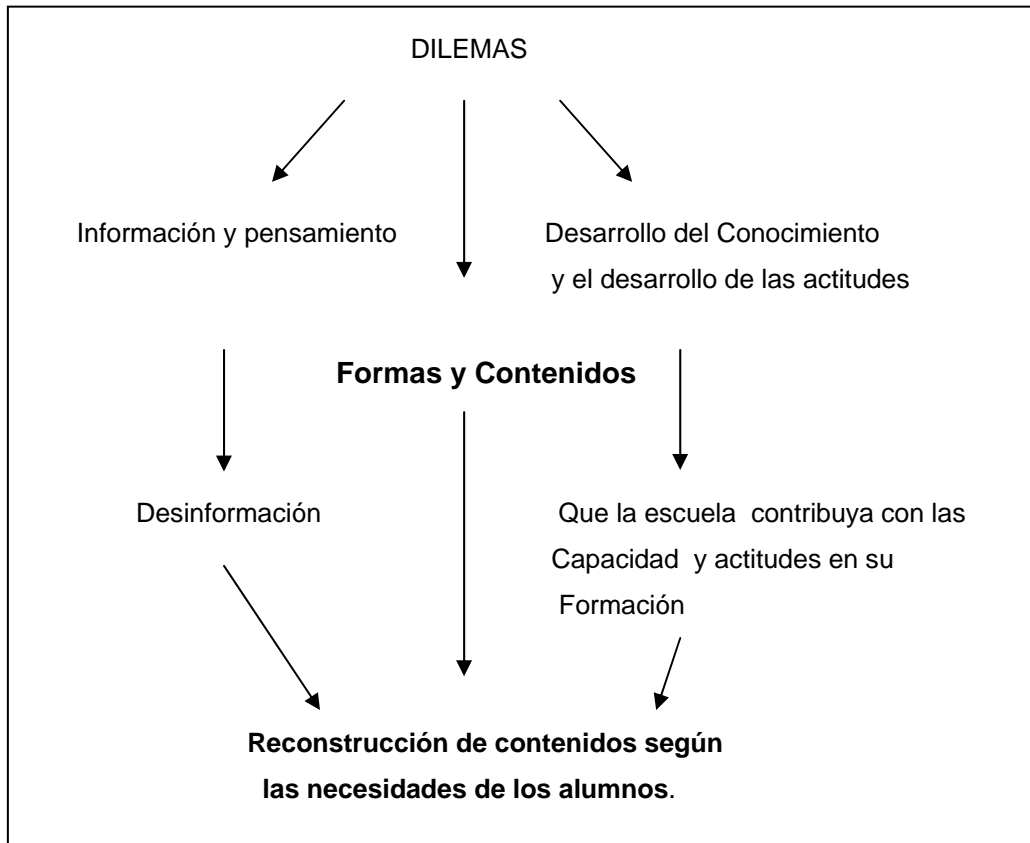 DILEMAS
Información y pensamiento
Desarrollo del Conocimiento
y el desarrollo de las actitudes
Formas y Contenidos
Desinformación
Que la escuela contribuya con las
Capacidad y actitudes en su
Formación
Reconstrucción de contenidos según
las necesidades de los alumnos.